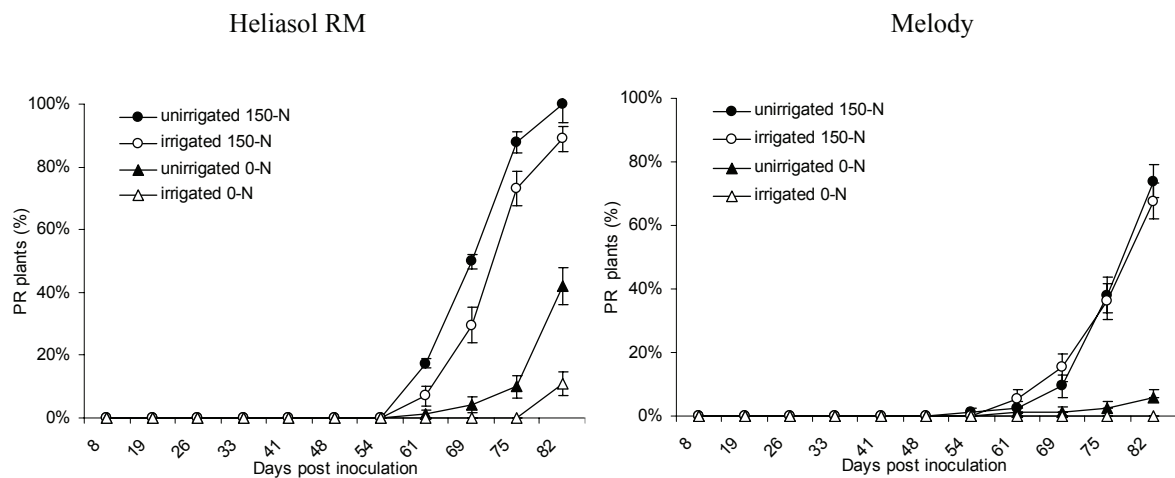 Heliasol RM
Melody
100%
80%
60%
40%
20%
0%
PR plants (%)
unirrigated 150-N
irrigated 150-N
unirrigated 0-N
irrigated 0-N
8 19 26 33 41 48 54 61 69 75 82
Days post inoculation
100%
80%
60%
40%
20%
0%
PR plants (%)
unirrigated 150-N
irrigated 150-N
unirrigated 0-N
irrigated 0-N
8 19 26 33 41 48 54 61 69 75 82
Days post inoculation